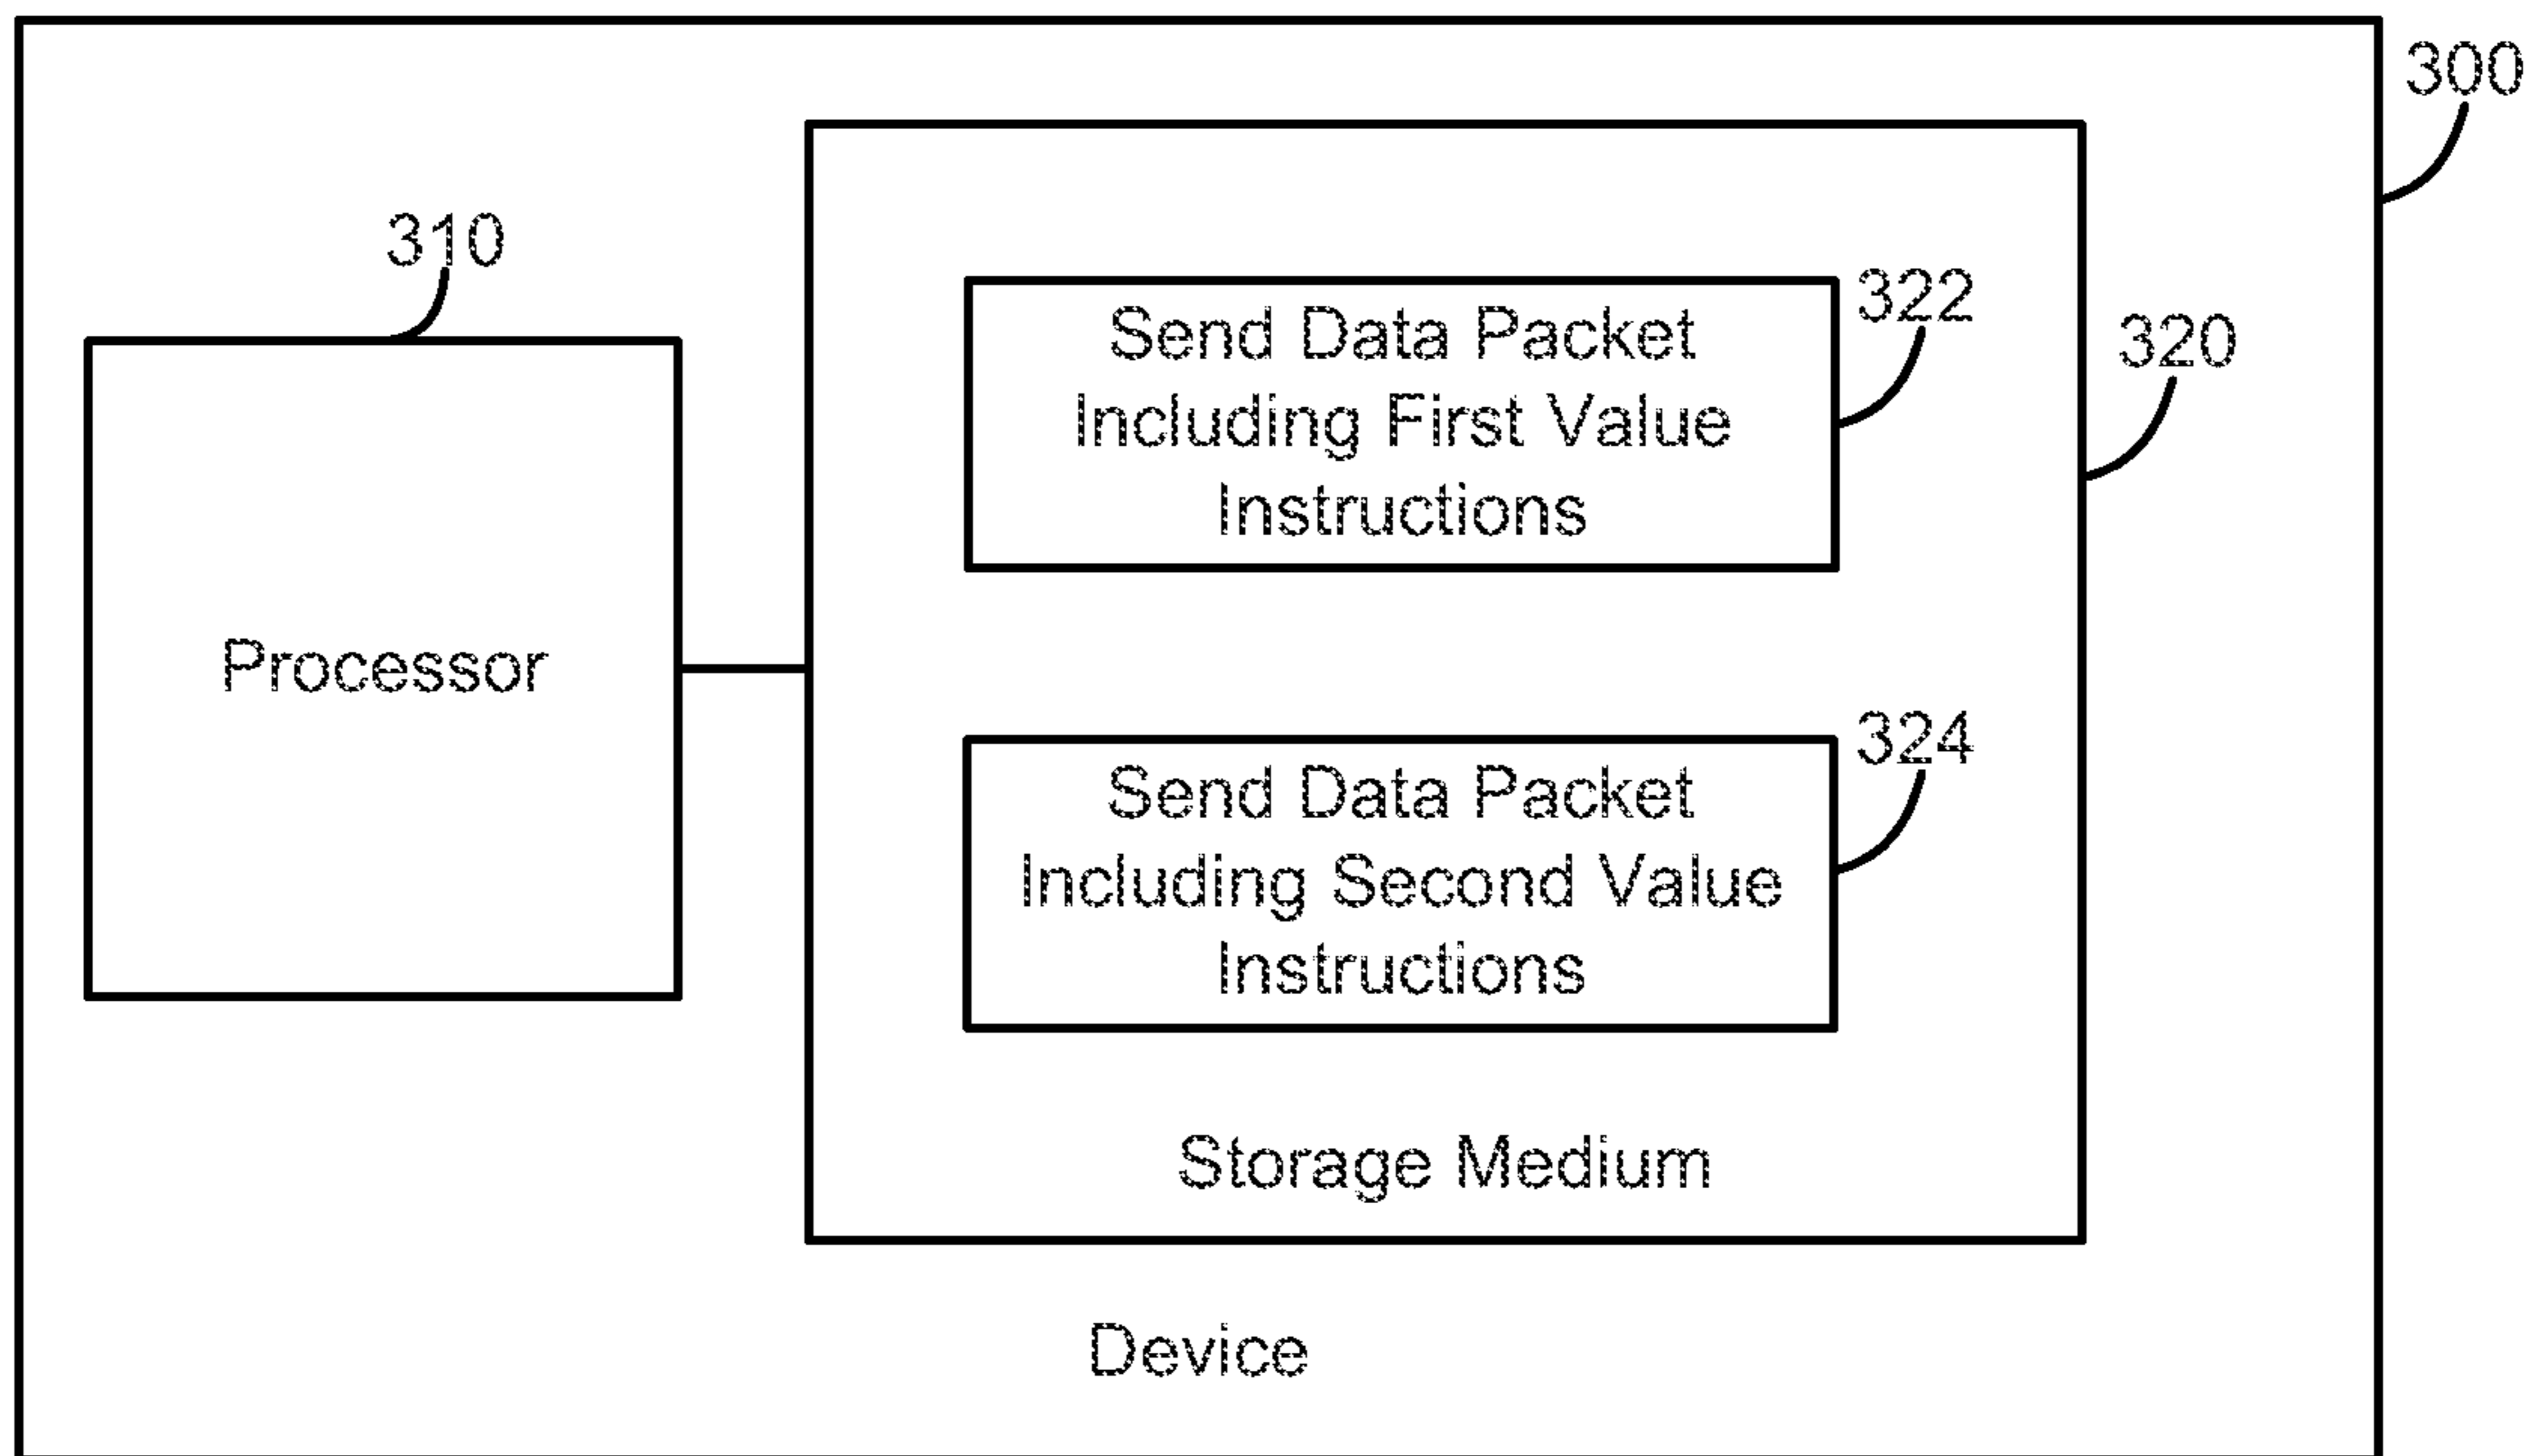 300
310
Send Data Packet
Including First Value
Instructions
322
320
Processor
Send Data Packet
Including Second Value
Instructions
324
Storage Medium
Device